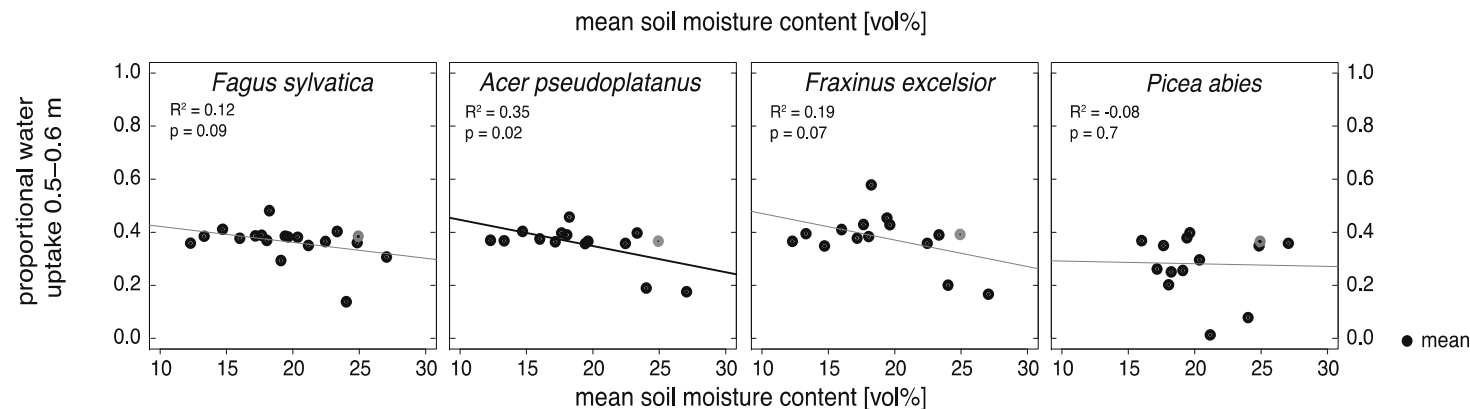 mean soil moisture content [vol%]
proportional water
uptake 0.5–0.6 m
1.0
0.8
0.6
0.4
0.2
0.0
Fagus sylvatica
R² = 0.12
p = 0.09
10 15 20 25 30
Acer pseudoplatanus
R² = 0.35
p = 0.02
10 15 20 25 30
Fraxinus excelsior
R² = 0.19
p = 0.07
10 15 20 25 30
Picea abies
R² = -0.08
p = 0.7
10 15 20 25 30
1.0
0.8
0.6
0.4
0.2
0.0
mean
mean soil moisture content [vol%]